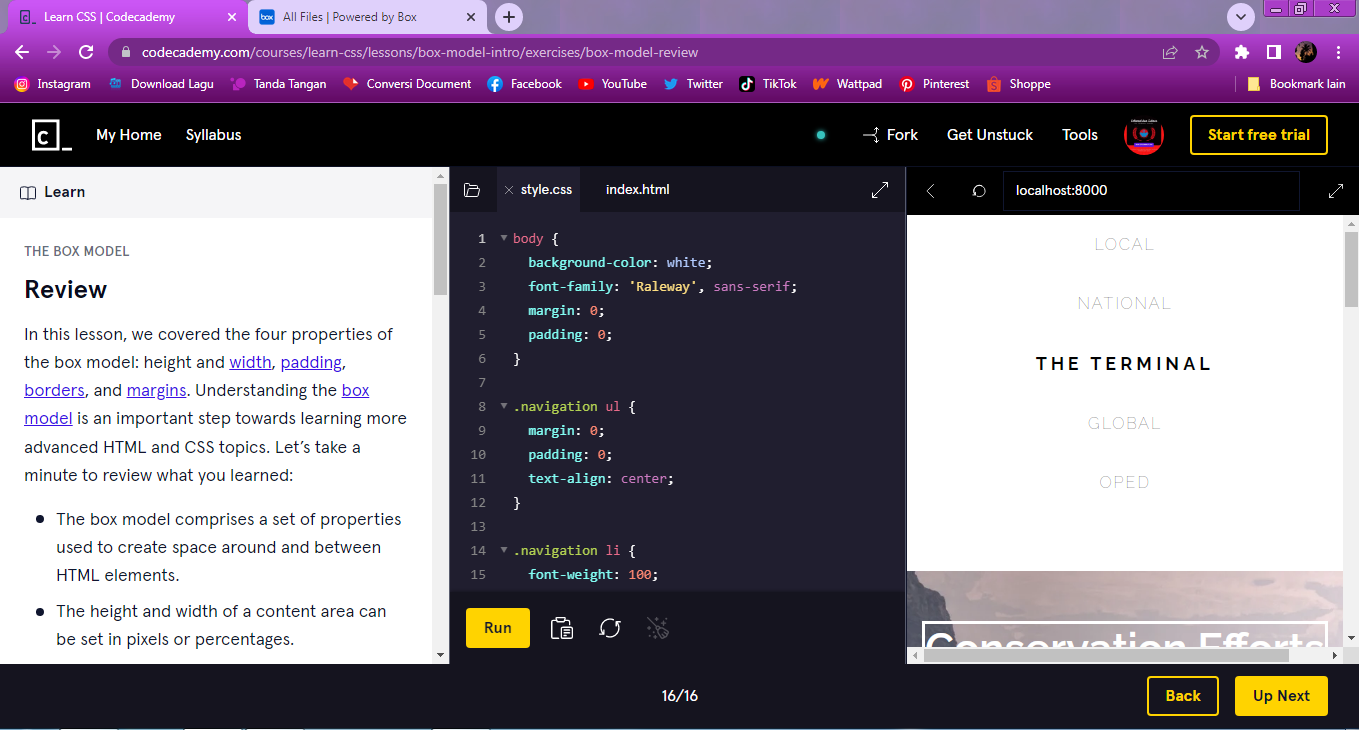 Learn CSS | Codecademy
All Files | Powered by Box
codecademy.com/courses/learn-css/lessons/box-model-intro/exercises/box-model-review
Instagram Download Lagu Tanda Tangan Conversi Document Facebook YouTube Twitter TikTok Wattpad Pinterest Shoppe Bookmark lain
My Home Syllabus Fork Get Unstuck Tools Start free trial
Learn
THE BOX MODEL
Review
In this lesson, we covered the four properties of
the box model: height and width, padding,
borders, and margins. Understanding the box
model is an important step towards learning more
advanced HTML and CSS topics. Let’s take a
minute to review what you learned:
The box model comprises a set of properties
used to create space around and between
HTML elements.
The height and width of a content area can
be set in pixels or percentages.
style.css index.html
1 body {
2 background-color: white;
3 font-family: 'Raleway', sans-serif;
4 margin: 0;
5 padding: 0;
6 }
7
8 .navigation ul {
9 margin: 0;
10 padding: 0;
11 text-align: center;
12 }
13
14 .navigation li {
15 font-weight: 100;
Run
localhost:8000
LOCAL
NATIONAL
THE TERMINAL
GLOBAL
OPED
Conservation Efforts
16/16
Back
Up Next